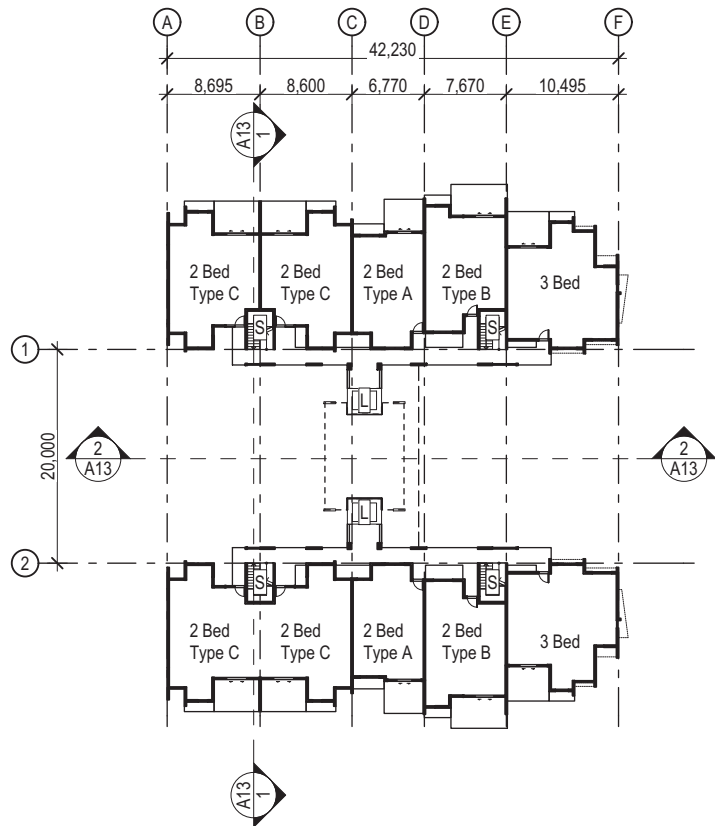 A B C D E F
42,230
8,695 8,600 6,770 7,670 10,495
A13
1
2 Bed
Type C
2 Bed
Type C
2 Bed
Type A
2 Bed
Type B
3 Bed
S
S
1
L
2
A13
20,000
2
A13
L
2
S
S
2 Bed
Type C
2 Bed
Type C
2 Bed
Type A
2 Bed
Type B
3 Bed
A13
1